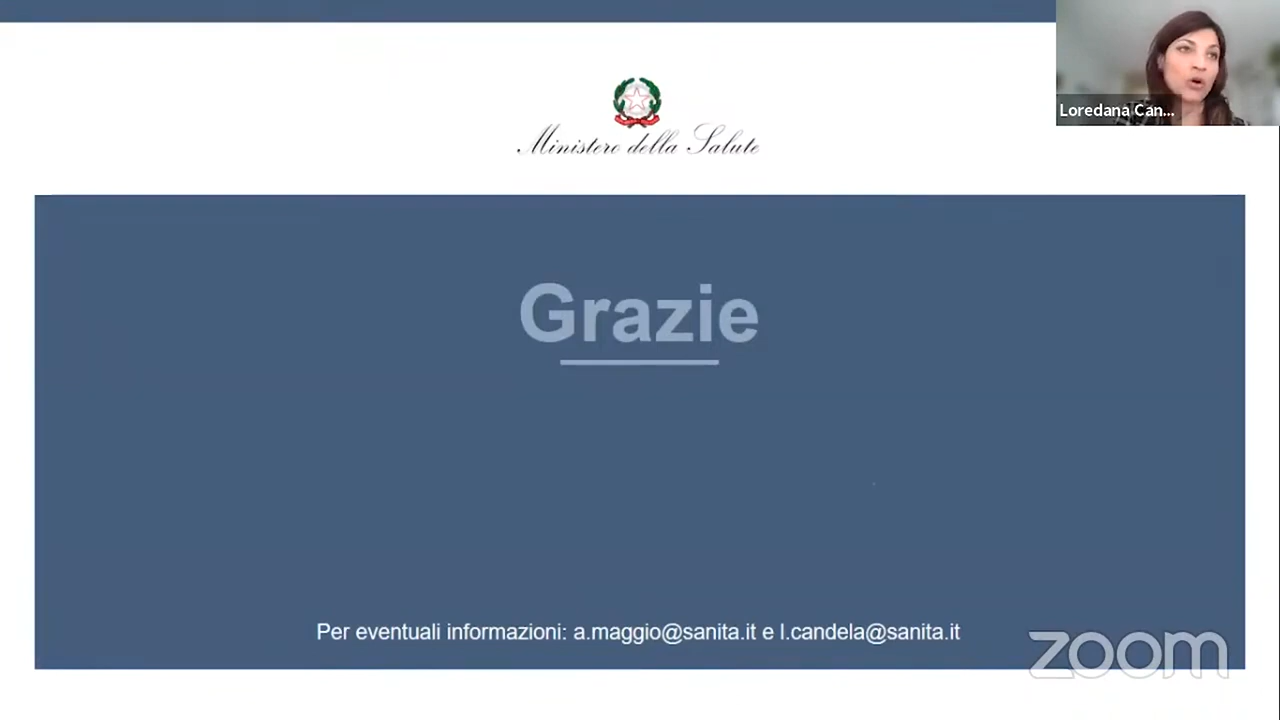 Loredana Can...
Ministero della Salute
Grazie
Per eventuali informazioni: a.maggio@sanita.it e l.candela@sanita.it
zoom